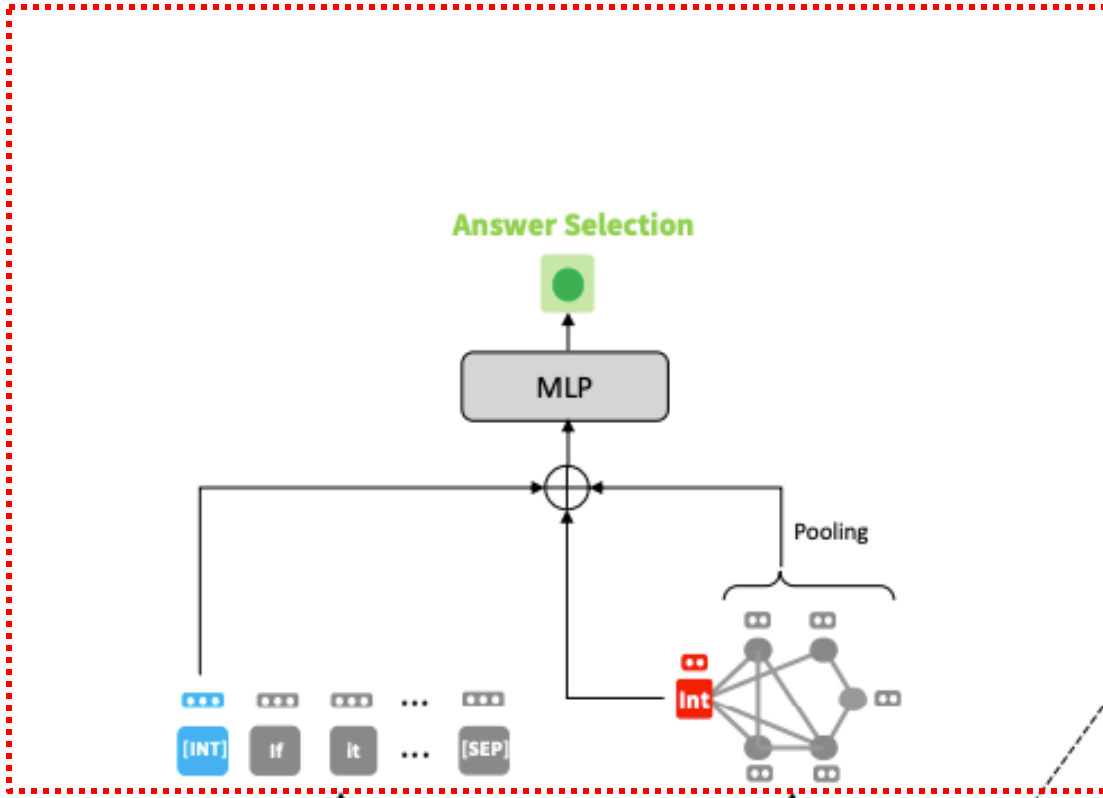 Answer Selection
MLP
Pooling
Int
...
[INT] If it ... [SEP]